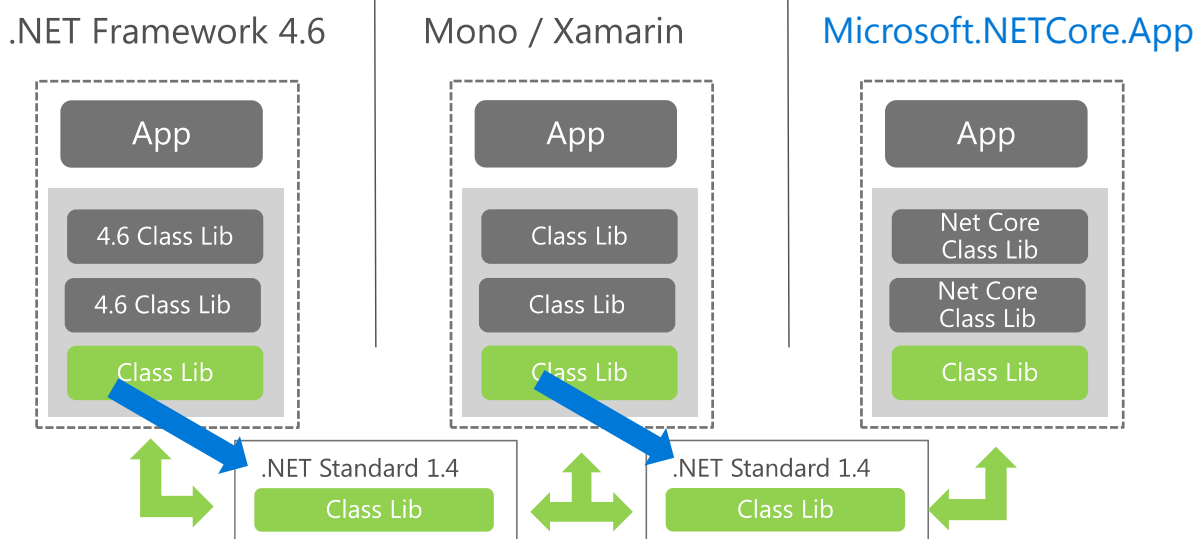 .NET Framework 4.6
Mono / Xamarin
Microsoft.NETCore.App
App
4.6 Class Lib
4.6 Class Lib
Class Lib
App
Class Lib
Class Lib
Class Lib
App
Net Core
Class Lib
Net Core
Class Lib
Class Lib
.NET Standard 1.4
Class Lib
.NET Standard 1.4
Class Lib